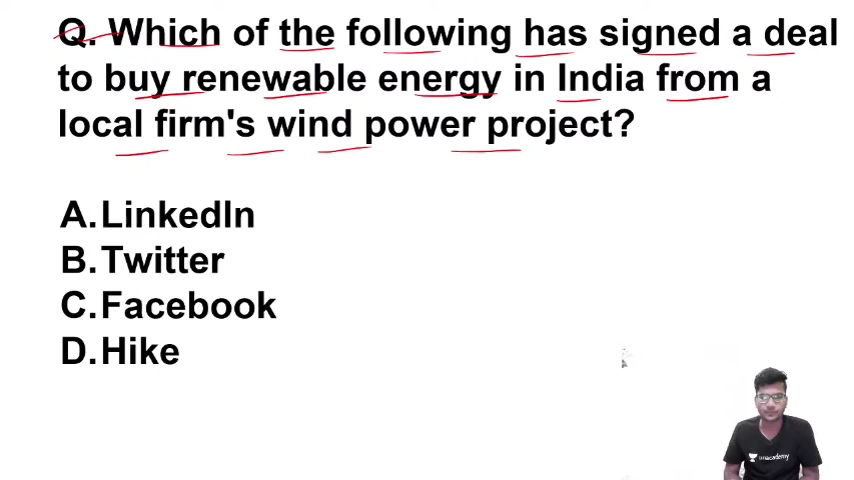 Q. Which of the following has signed a deal
to buy renewable energy in India from a
local firm's wind power project?
A.LinkedIn
B.Twitter
C.Facebook
D.Hike
unacademy